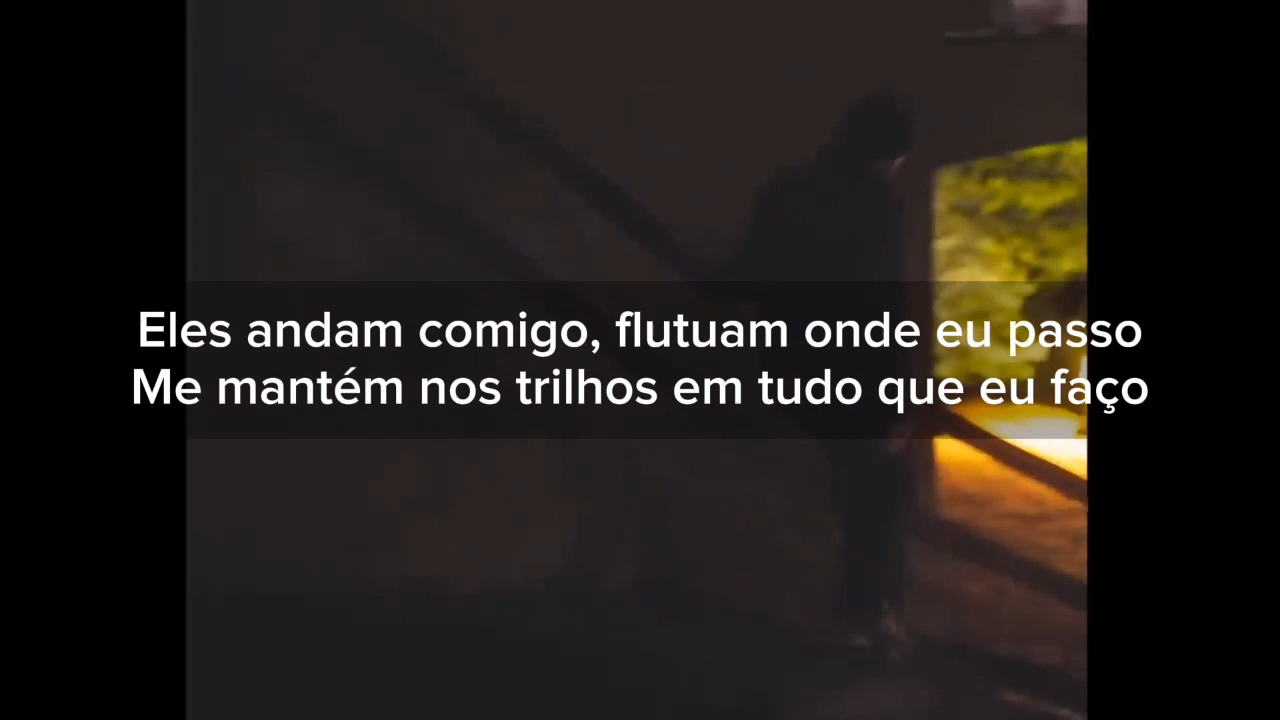 Eles andam comigo, flutuam onde eu passo
Me mantém nos trilhos em tudo que eu faço